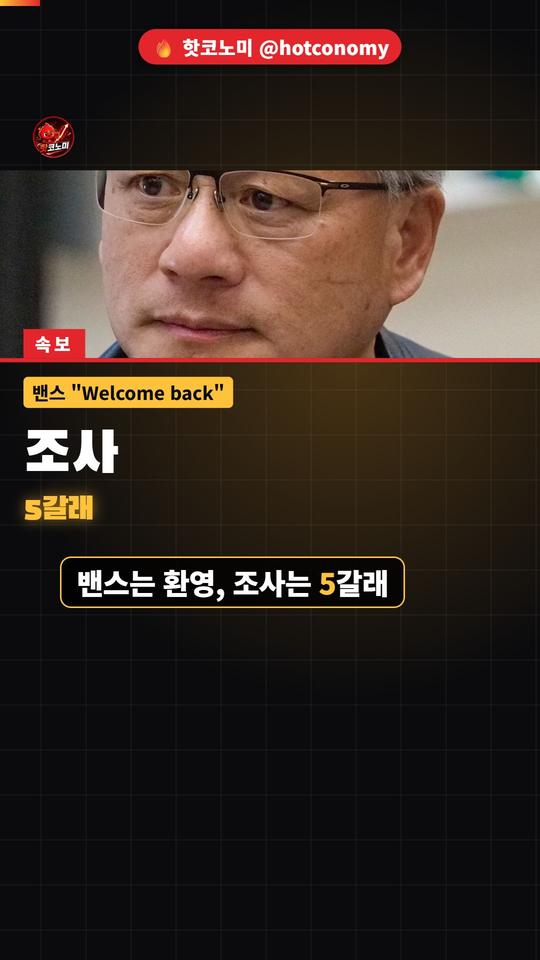 핫코노미 @hotconomy
핫코노미
속보
밴스 "Welcome back"
조사
5갈래
밴스는 환영, 조사는 5갈래